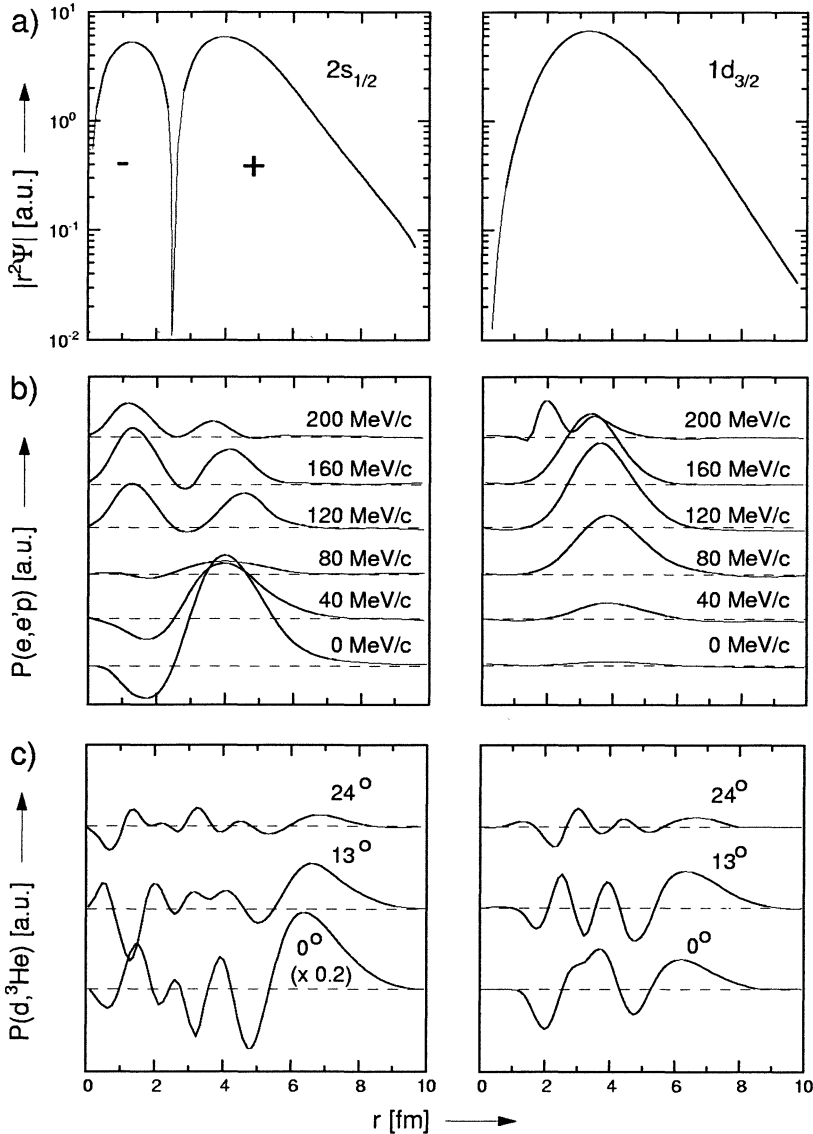 a)
|r²Ψ| [a.u.]
10¹
10⁰
10⁻¹
10⁻²
2s₁/₂
-
+
1d₃/₂
b)
P(e,e'p) [a.u.]
200 MeV/c
160 MeV/c
120 MeV/c
80 MeV/c
40 MeV/c
0 MeV/c
200 MeV/c
160 MeV/c
120 MeV/c
80 MeV/c
40 MeV/c
0 MeV/c
c)
P(d,³He) [a.u.]
24°
13°
0°
(x 0.2)
24°
13°
0°
0 2 4 6 8 10
0 2 4 6 8 10
r [fm]